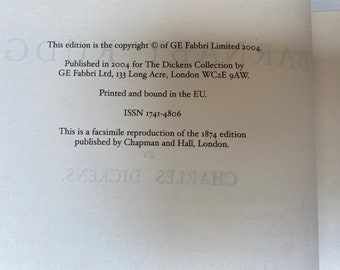 This edition is the copyright © of GE Fabbri Limited 2004.
Published in 2004 for The Dickens Collection by
GE Fabbri Ltd, 133 Long Acre, London WC2E 9AW.
Printed and bound in the EU.
ISSN 1741-4806
This is a facsimile reproduction of the 1874 edition
published by Chapman and Hall, London.